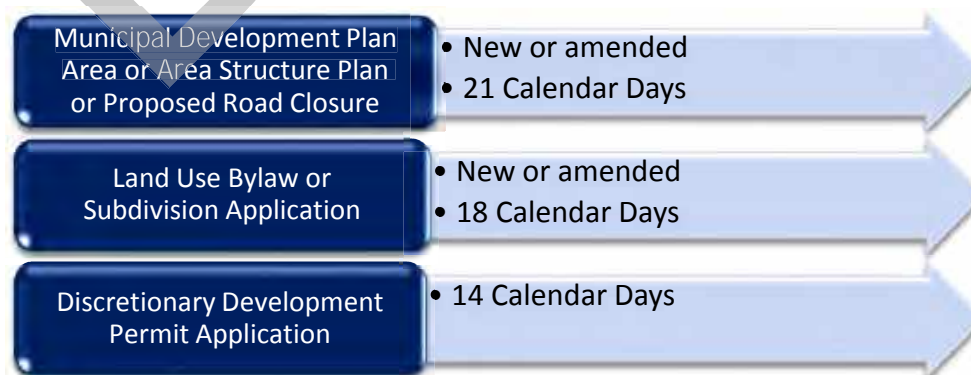 Municipal Development Plan
Area or Area Structure Plan
or Proposed Road Closure
• New or amended
• 21 Calendar Days
Land Use Bylaw or
Subdivision Application
• New or amended
• 18 Calendar Days
Discretionary Development
Permit Application
• 14 Calendar Days